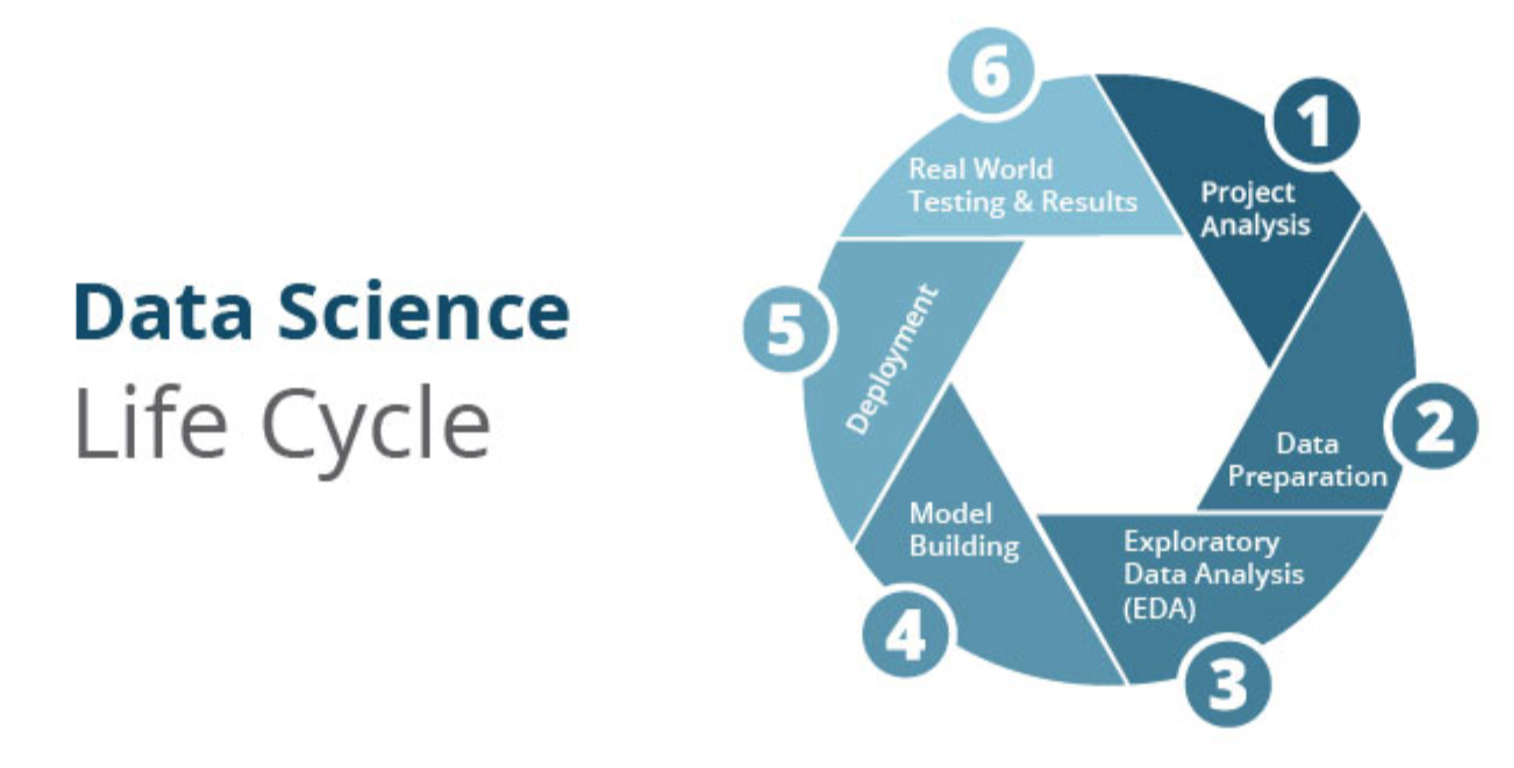 Data Science
Life Cycle
1
Project
Analysis
2
Data
Preparation
3
Exploratory
Data Analysis
(EDA)
4
Model
Building
5
Deployment
6
Real World
Testing & Results